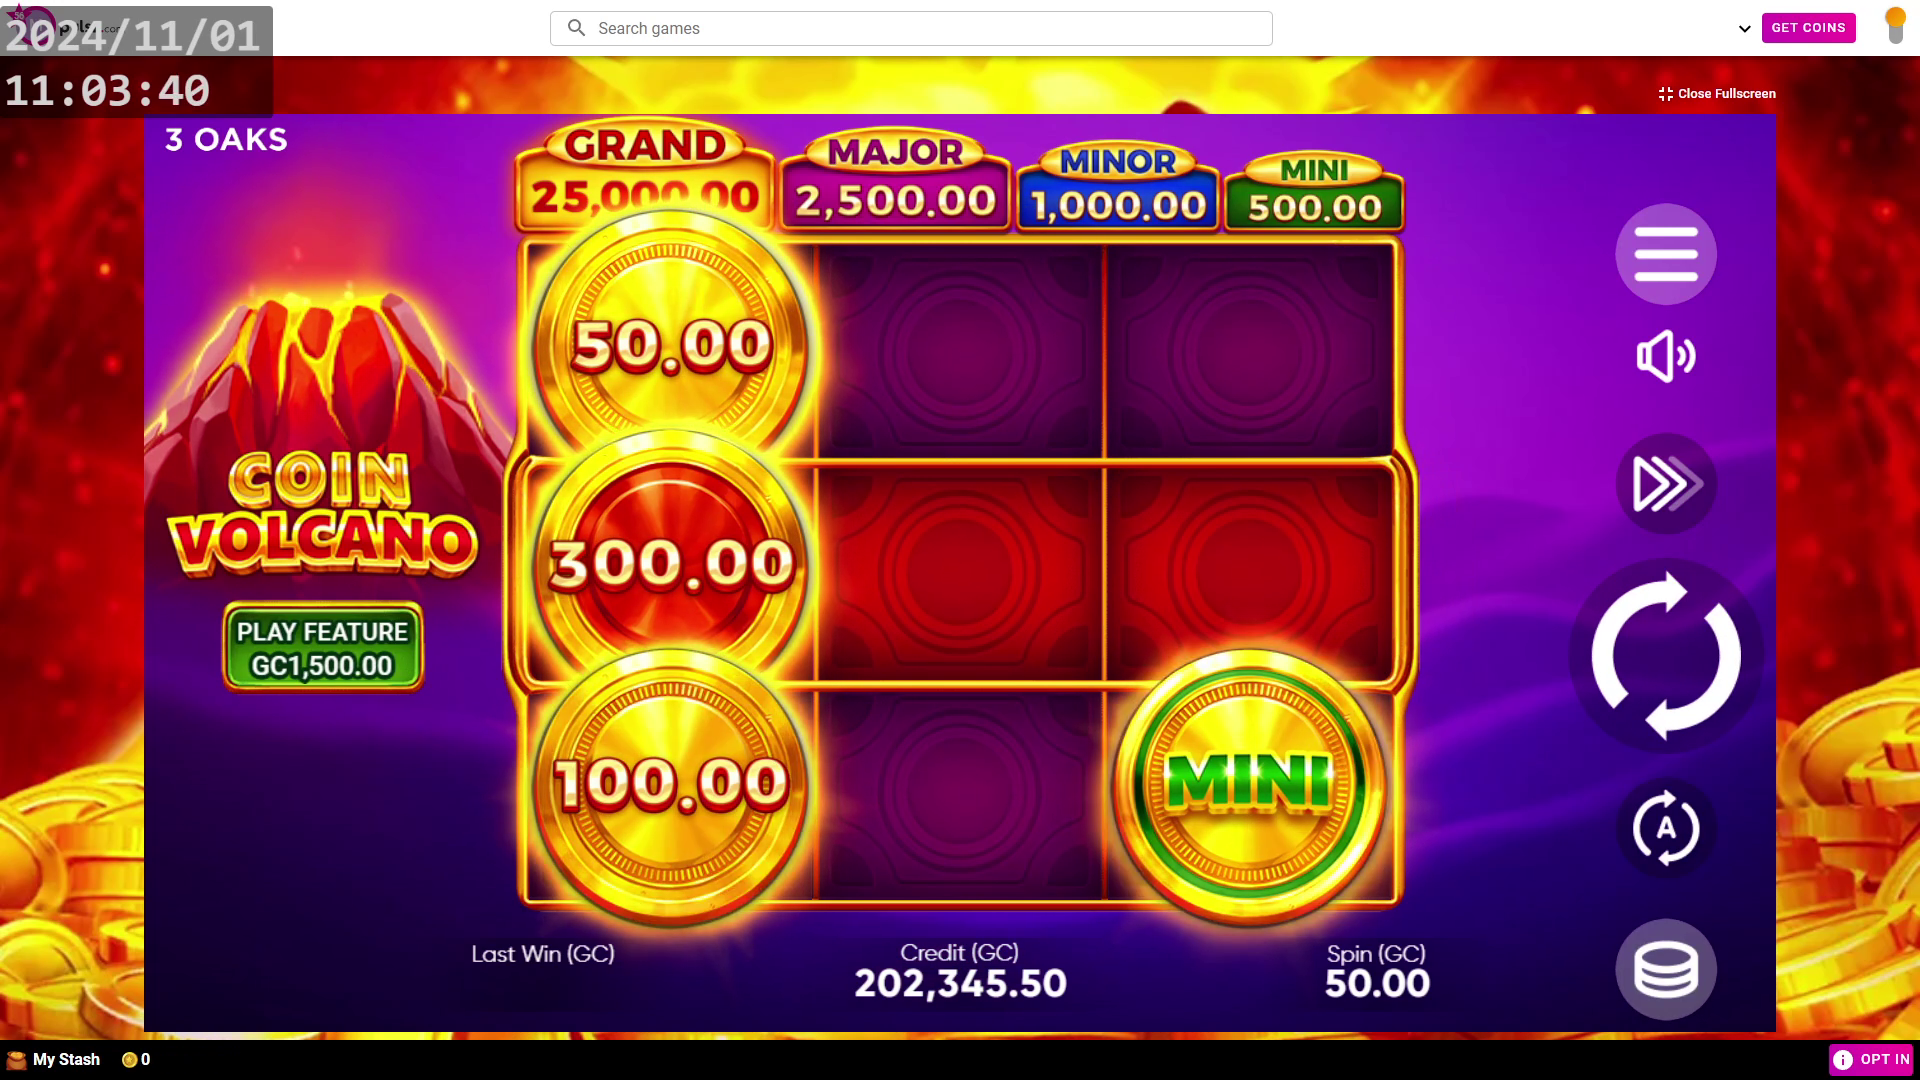 2024/11/01
11:03:40
Search games
GET COINS
Close Fullscreen
3 OAKS
GRAND
25,000.00
MAJOR
2,500.00
MINOR
1,000.00
MINI
500.00
50.00
300.00
100.00
MINI
COIN
VOLCANO
PLAY FEATURE
GC1,500.00
A
Last Win (GC)
Credit (GC)
202,345.50
Spin (GC)
50.00
My Stash
0
OPT IN